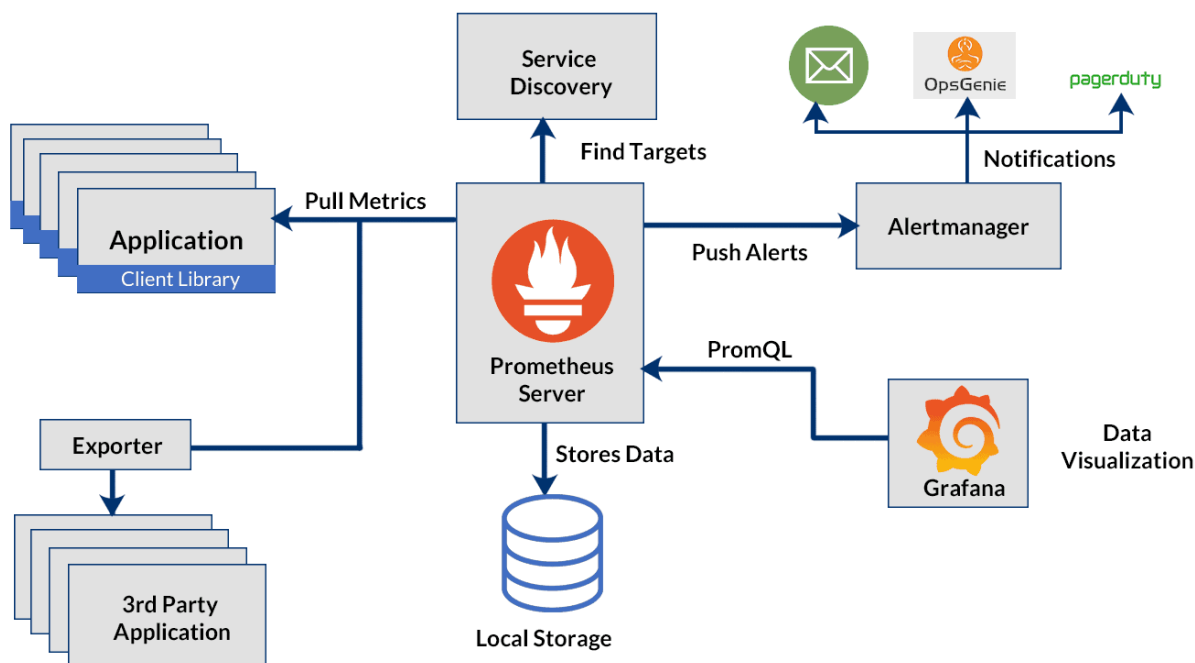 Service
Discovery
OpsGenie
pagerduty
Find Targets
Notifications
Pull Metrics
Application
Client Library
Push Alerts
Alertmanager
Prometheus
Server
PromQL
Exporter
Stores Data
Grafana
Data
Visualization
3rd Party
Application
Local Storage